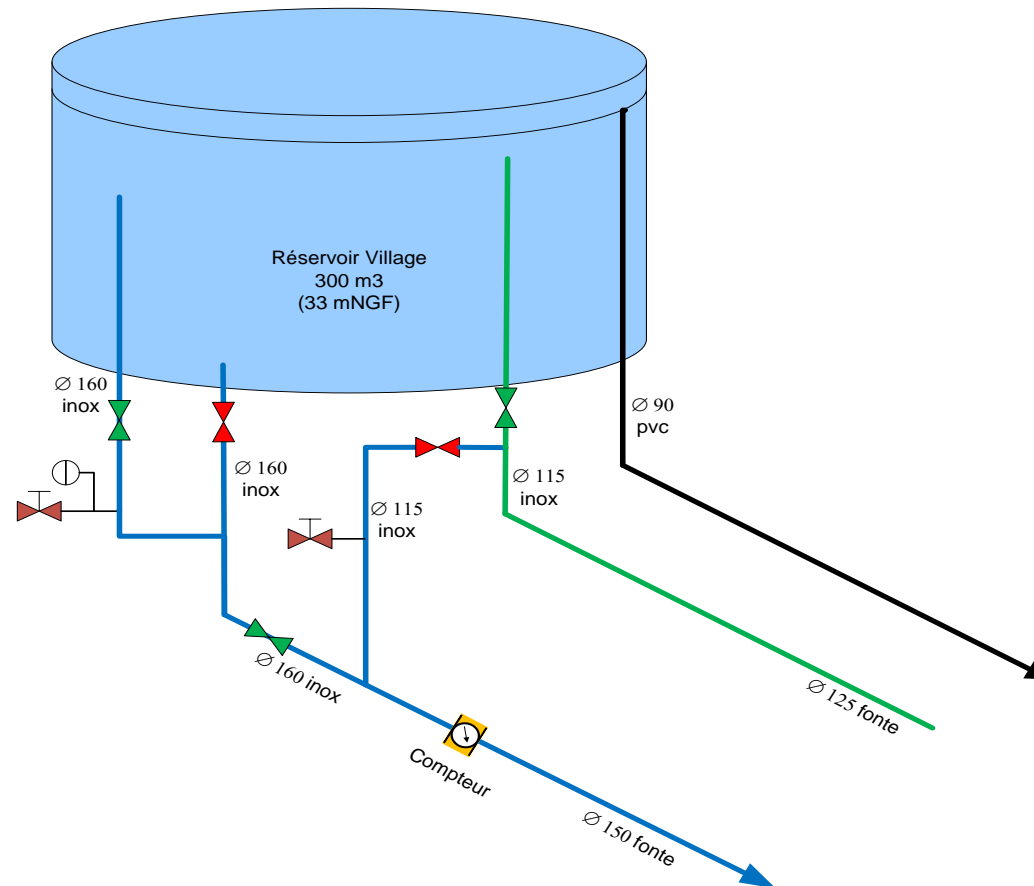 Réservoir Village
300 m3
(33 mNGF)
∅ 160
inox
∅ 160
inox
∅ 115
inox
∅ 115
inox
∅ 90
pvc
∅ 160 inox
Compteur
∅ 125 fonte
∅ 150 fonte